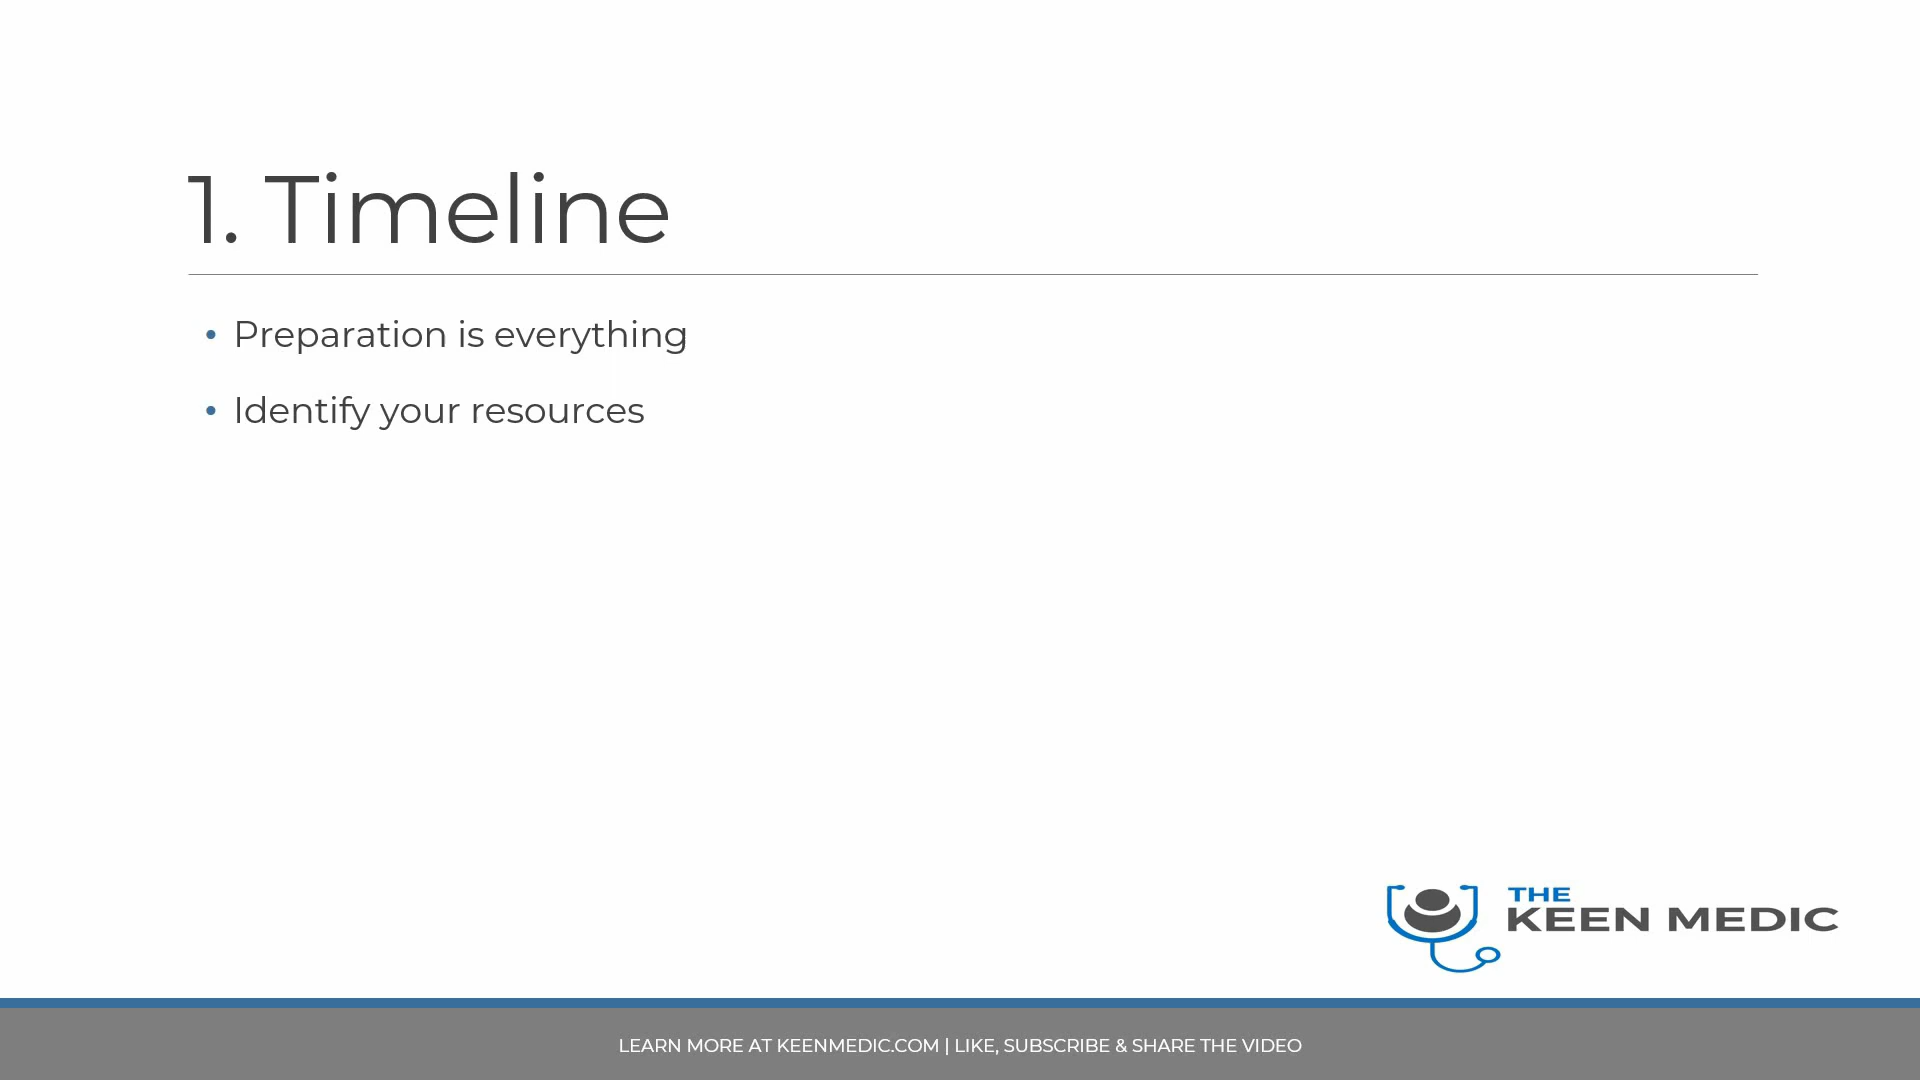 1. Timeline
• Preparation is everything
• Identify your resources
THE
KEEN MEDIC
LEARN MORE AT KEENMEDIC.COM | LIKE, SUBSCRIBE & SHARE THE VIDEO